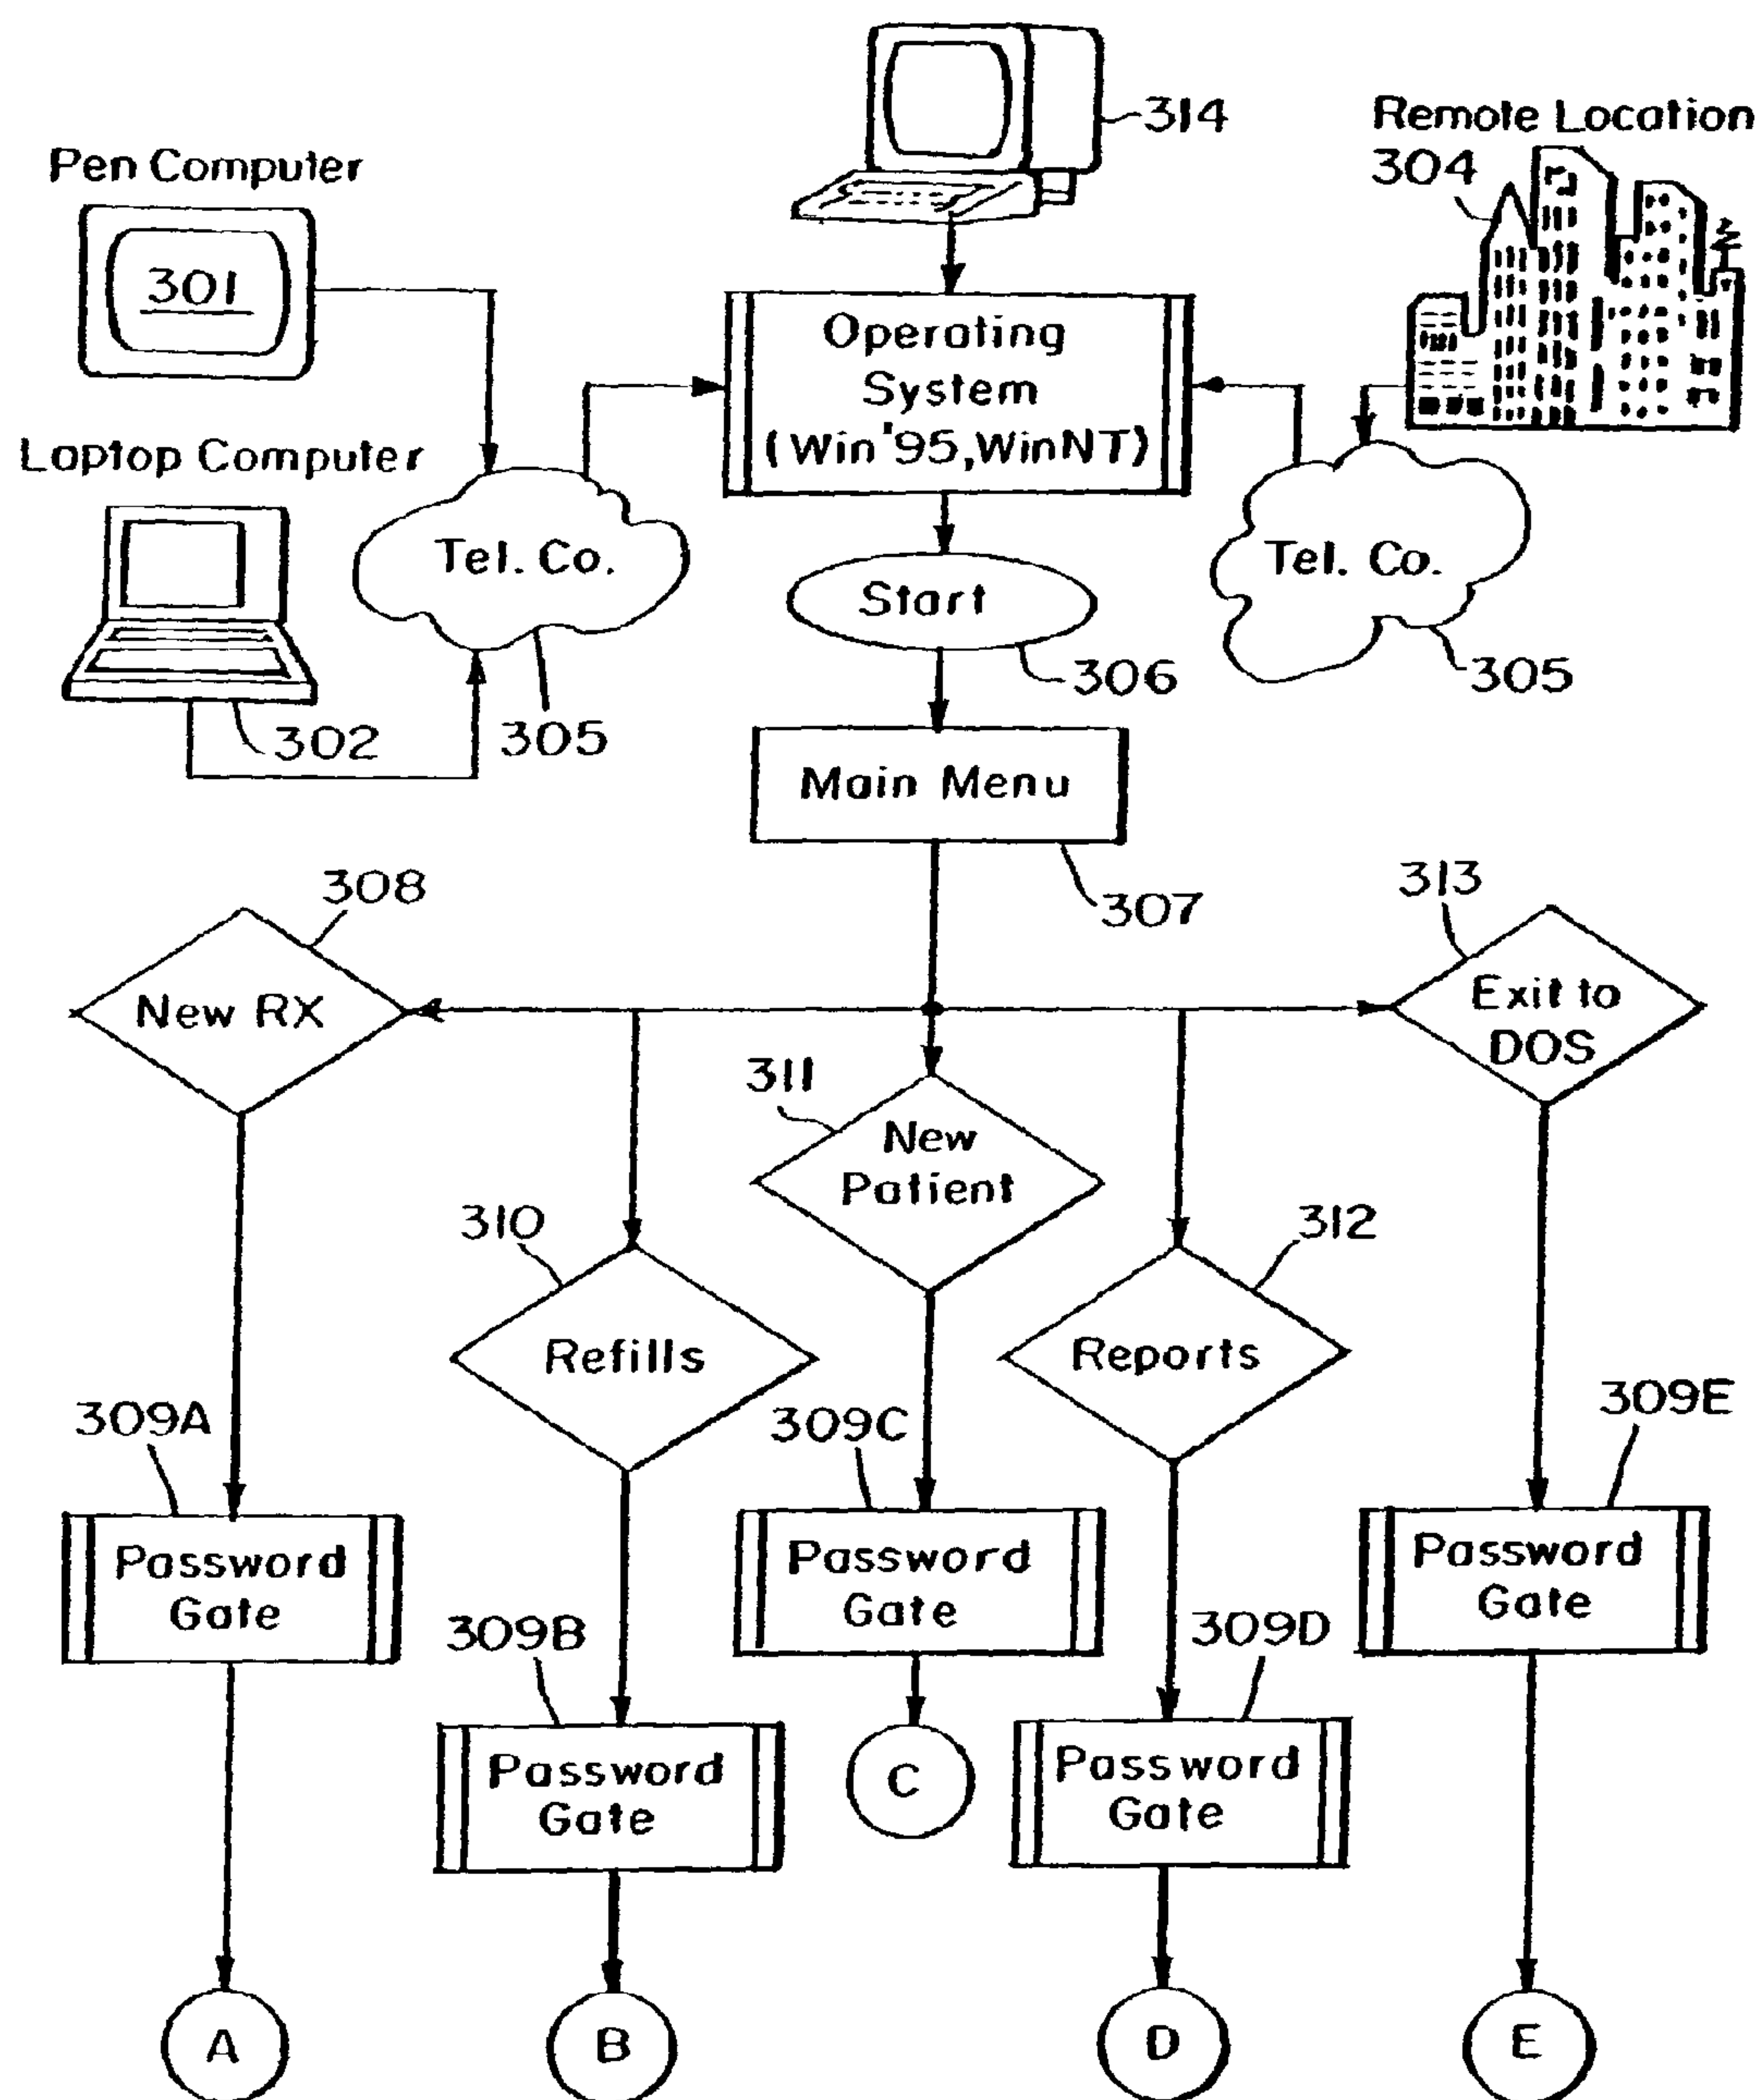 314
Remote Location
304
Pen Computer
301
Operating
System
(Win'95,WinNT)
Laptop Computer
302
Tel. Co.
305
Tel. Co.
305
Start
306
Main Menu
307
308
New RX
313
Exit to
DOS
311
New
Patient
310
Refills
312
Reports
309A
Password
Gate
309B
Password
Gate
309C
Password
Gate
309D
Password
Gate
309E
Password
Gate
C
A
B
D
E